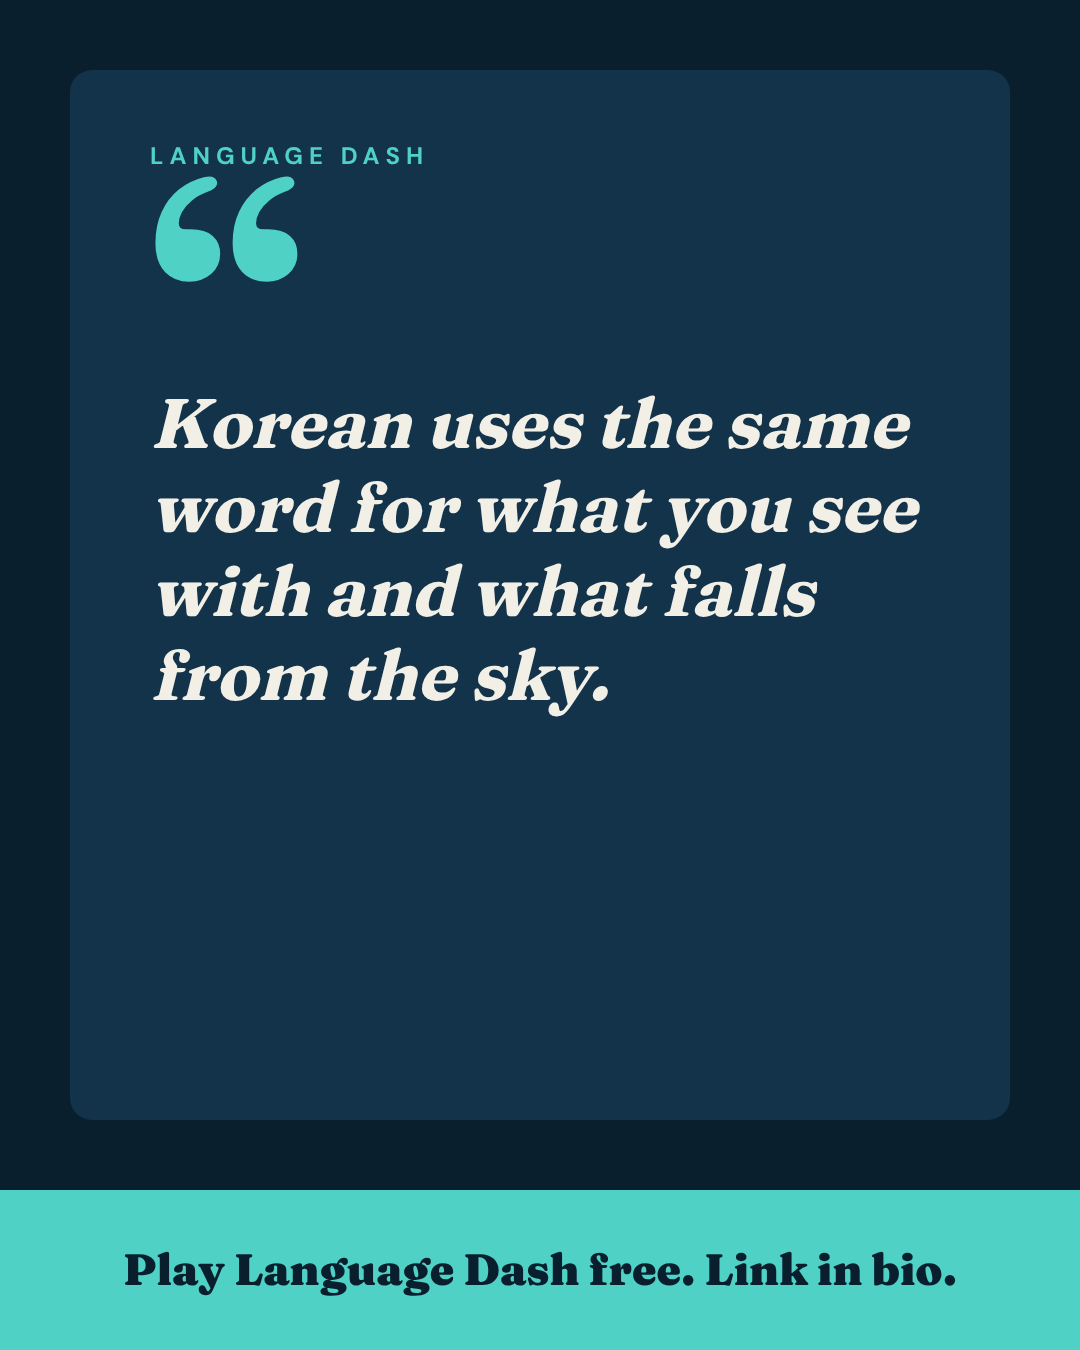 LANGUAGE DASH
“
Korean uses the same
word for what you see
with and what falls
from the sky.
Play Language Dash free. Link in bio.